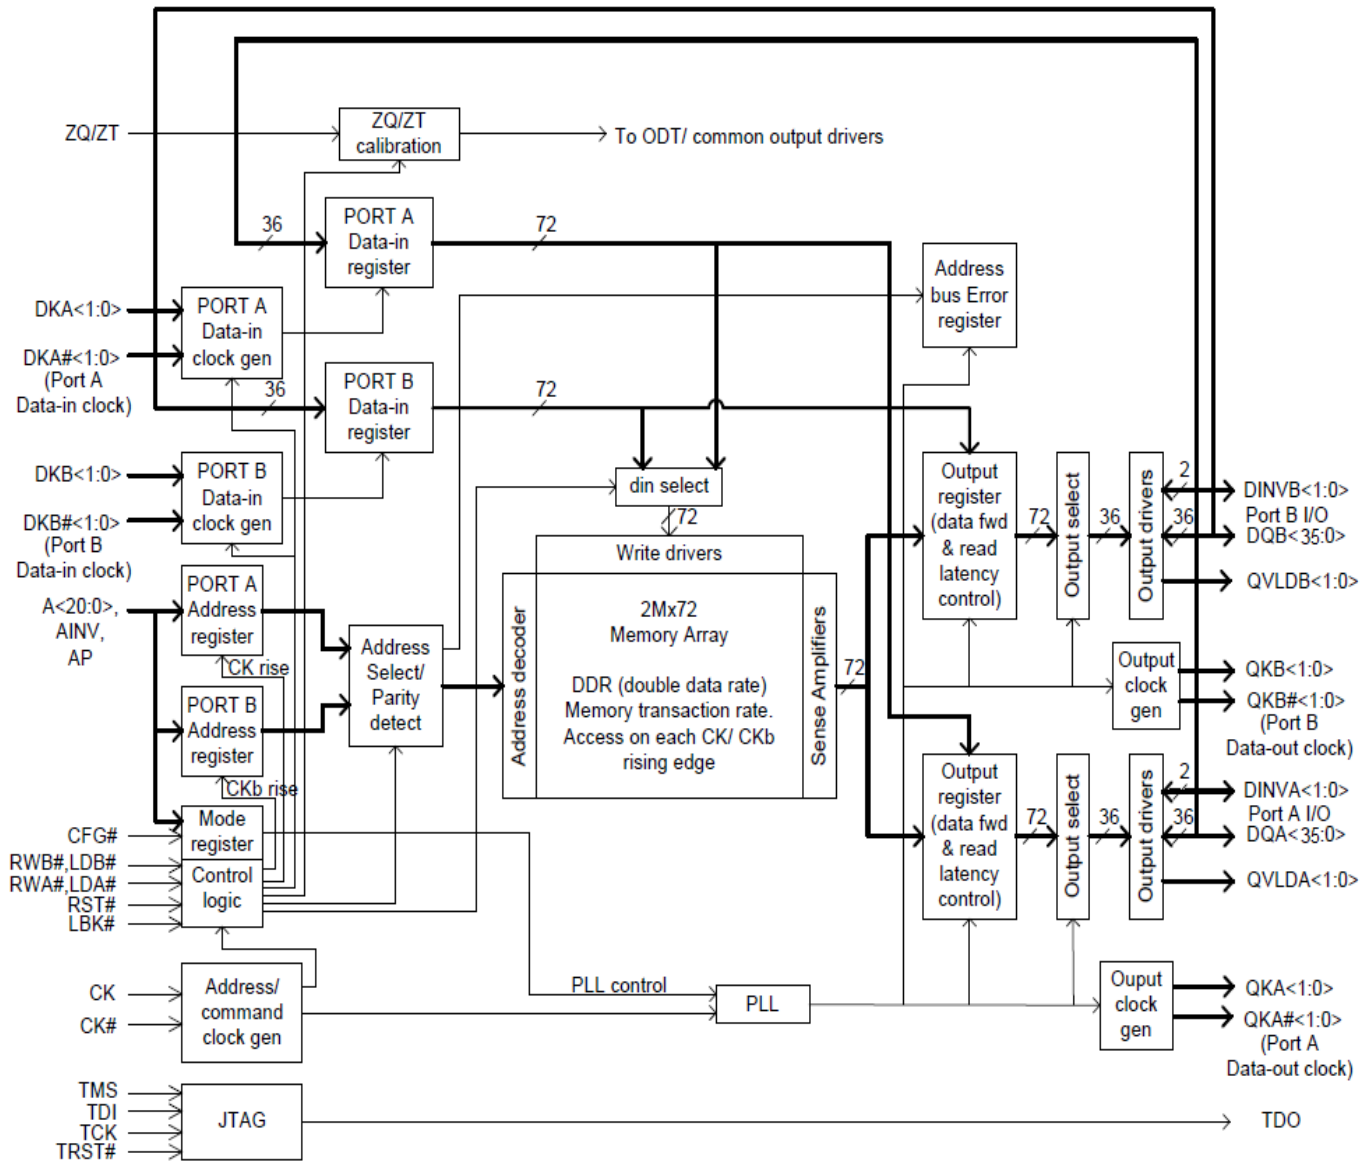 ZQ/ZT
ZQ/ZT
calibration
To ODT/ common output drivers
36
PORT A
Data-in
register
72
Address
bus Error
register
DKA<1:0>
DKA#<1:0>
(Port A
Data-in clock)
PORT A
Data-in
clock gen
36
PORT B
Data-in
register
72
DKB<1:0>
DKB#<1:0>
(Port B
Data-in clock)
PORT B
Data-in
clock gen
din select
72
Write drivers
Output
register
(data fwd
& read
latency
control)
72
Output select
36
Output drivers
2
36
DINVB<1:0>
Port B I/O
DQB<35:0>
QVLDB<1:0>
A<20:0>,
AINV,
AP
PORT A
Address
register
CK rise
PORT B
Address
register
CKb rise
Address
Select/
Parity
detect
Address decoder
2Mx72
Memory Array
DDR (double data rate)
Memory transaction rate.
Access on each CK/ CKb
rising edge
Sense Amplifiers
72
Output
clock
gen
QKB<1:0>
QKB#<1:0>
(Port B
Data-out clock)
Output
register
(data fwd
& read
latency
control)
72
Output select
36
Output drivers
2
36
DINVA<1:0>
Port A I/O
DQA<35:0>
QVLDA<1:0>
CFG#
RWB#,LDB#
RWA#,LDA#
RST#
LBK#
Mode
register
Control
logic
CK
CK#
Address/
command
clock gen
PLL control
PLL
Ouput
clock
gen
QKA<1:0>
QKA#<1:0>
(Port A
Data-out clock)
TMS
TDI
TCK
TRST#
JTAG
TDO